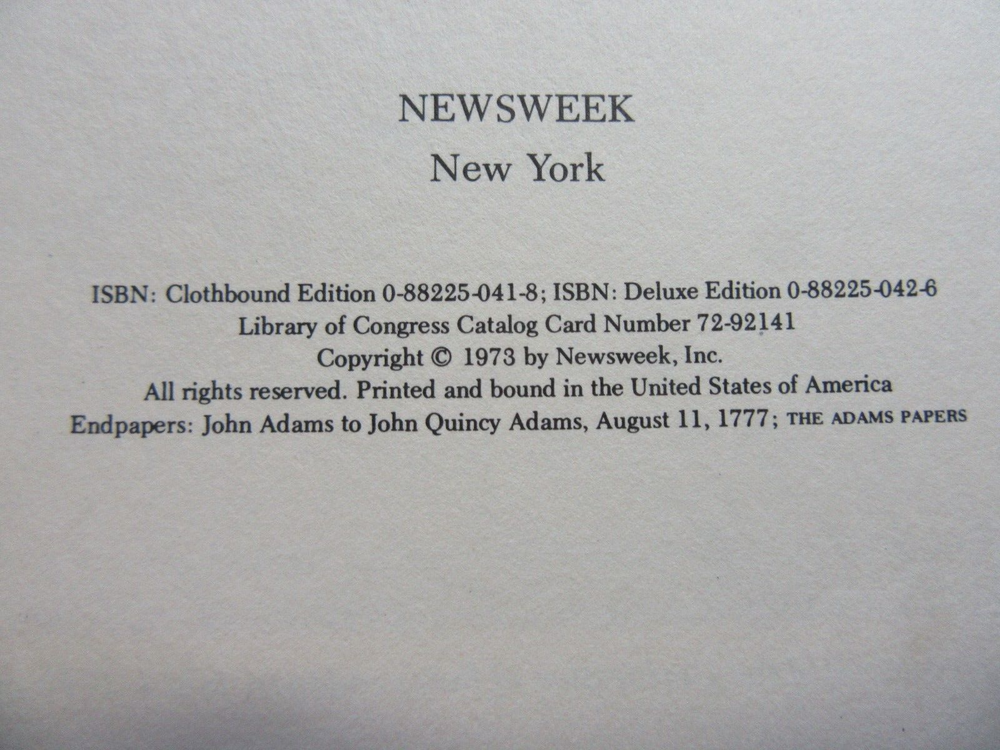 NEWSWEEK
New York
ISBN: Clothbound Edition 0-88225-041-8; ISBN: Deluxe Edition 0-88225-042-6
Library of Congress Catalog Card Number 72-92141
Copyright © 1973 by Newsweek, Inc.
All rights reserved. Printed and bound in the United States of America
Endpapers: John Adams to John Quincy Adams, August 11, 1777; THE ADAMS PAPERS